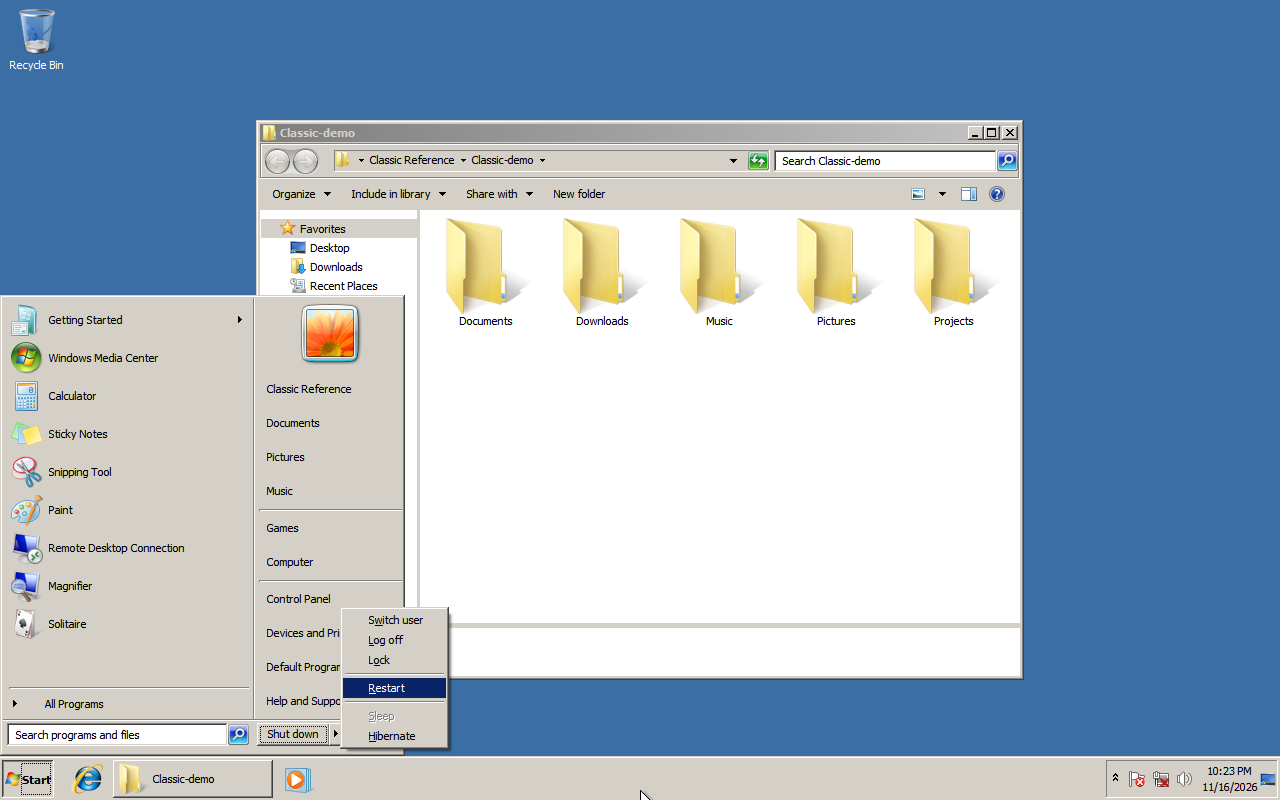 Recycle Bin
Classic-demo
Classic Reference
Classic-demo
Search Classic-demo
Organize
Include in library
Share with
New folder
Favorites
Desktop
Downloads
Recent Places
Documents
Downloads
Music
Pictures
Projects
Getting Started
Windows Media Center
Calculator
Sticky Notes
Snipping Tool
Paint
Remote Desktop Connection
Magnifier
Solitaire
All Programs
Search programs and files
Classic Reference
Documents
Pictures
Music
Games
Computer
Control Panel
Devices and Pri
Default Program
Help and Suppo
Shut down
Switch user
Log off
Lock
Restart
Sleep
Hibernate
Start
Classic-demo
10:23 PM
11/16/2026